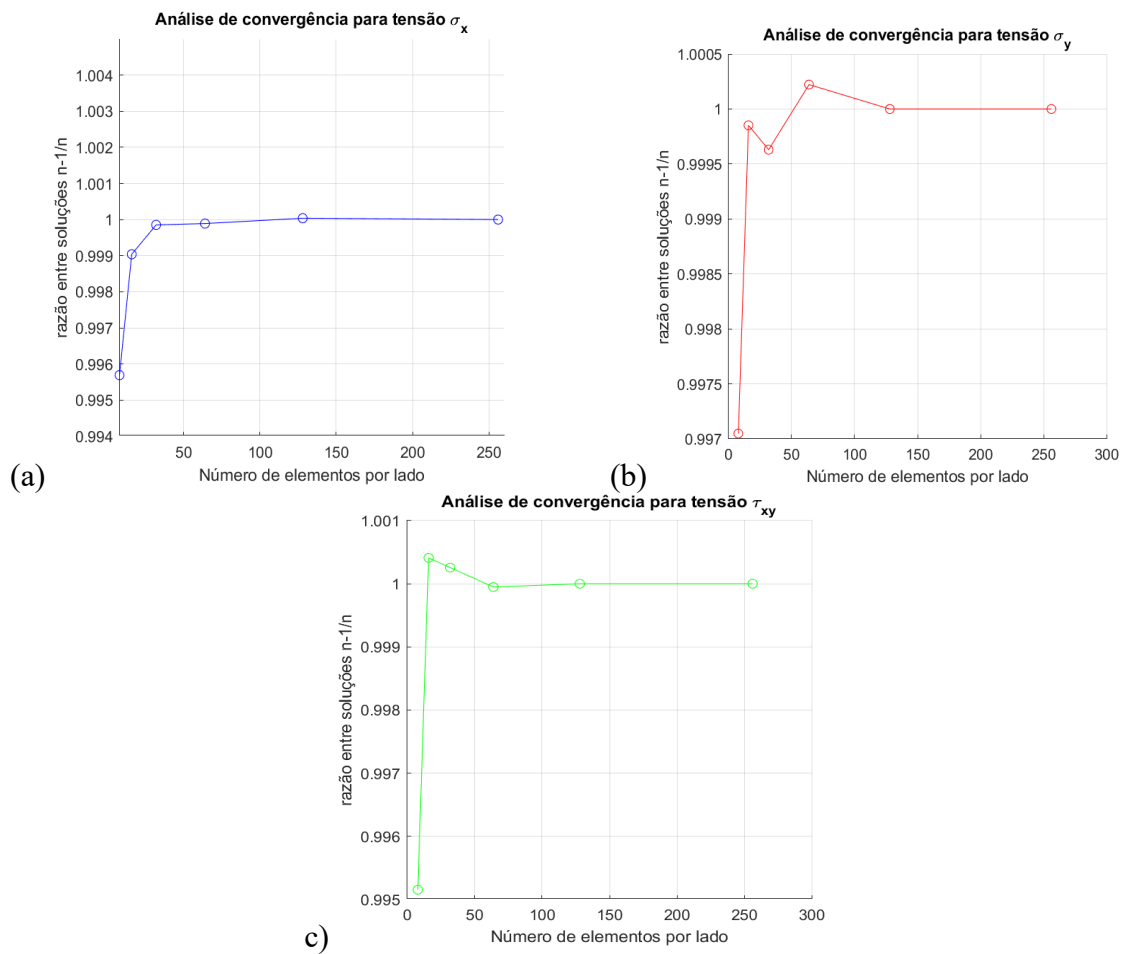 Análise de convergência para tensão σx
razão entre soluções n-1/n
1.004
1.003
1.002
1.001
1
0.999
0.998
0.997
0.996
0.995
0.994
50 100 150 200 250
Número de elementos por lado
(a)
Análise de convergência para tensão σy
razão entre soluções n-1/n
1.0005
1
0.9995
0.999
0.9985
0.998
0.9975
0.997
0 50 100 150 200 250 300
Número de elementos por lado
(b)
Análise de convergência para tensão τxy
razão entre soluções n-1/n
1.001
1
0.999
0.998
0.997
0.996
0.995
0 50 100 150 200 250 300
Número de elementos por lado
c)